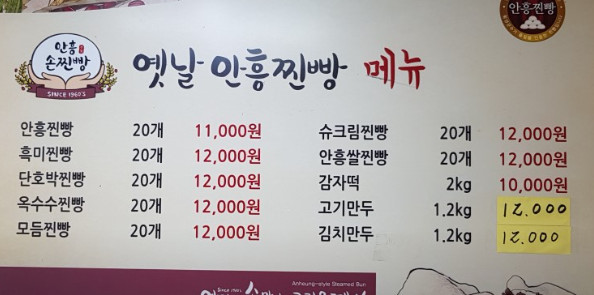 안흥찐빵
안흥
손찐빵
SINCE 1960'S
옛날 안흥찐빵 메뉴
안흥찐빵 20개 11,000원
흑미찐빵 20개 12,000원
단호박찐빵 20개 12,000원
옥수수찐빵 20개 12,000원
모듬찐빵 20개 12,000원
슈크림찐빵 20개 12,000원
안흥쌀찐빵 20개 12,000원
감자떡 2kg 10,000원
고기만두 1.2kg 12.000
김치만두 1.2kg 12.000
Anheung-style Steamed Bun